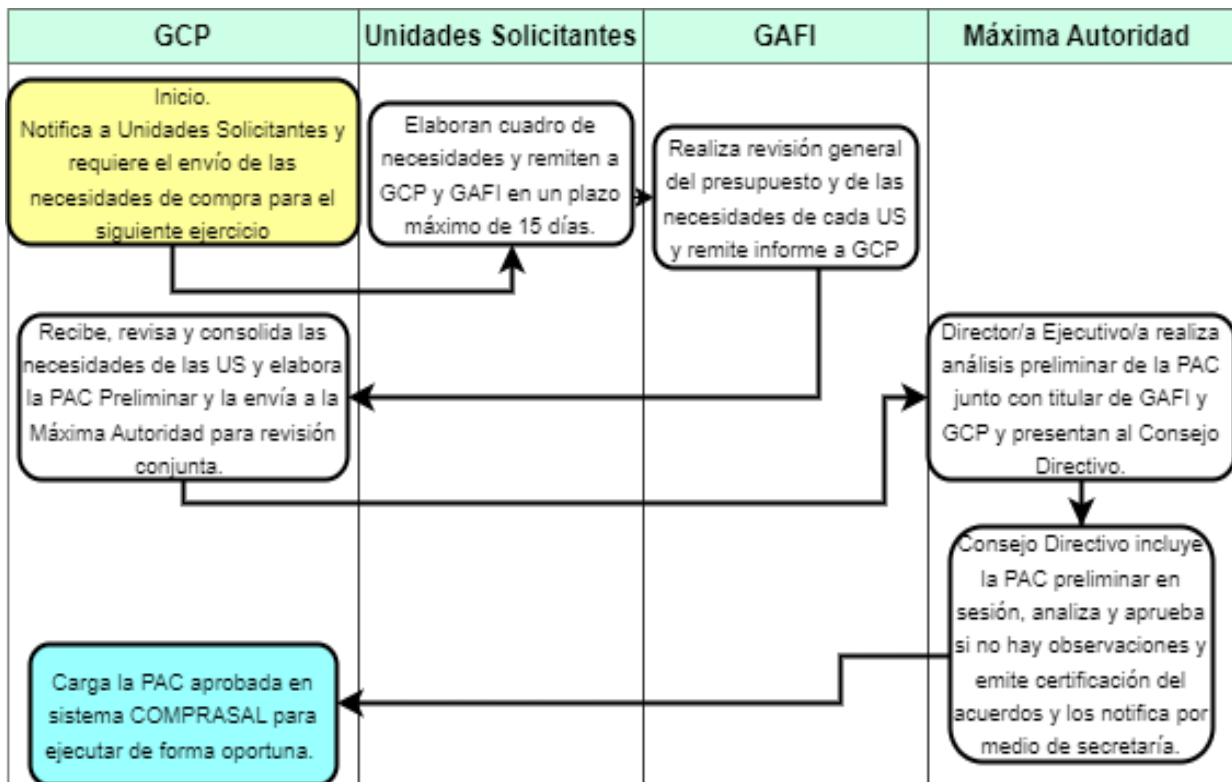 GCP
Unidades Solicitantes
GAFI
Máxima Autoridad
Inicio.
Notifica a Unidades Solicitantes y
requiere el envío de las
necesidades de compra para el
siguiente ejercicio
Elaboran cuadro de
necesidades y remiten a
GCP y GAFI en un plazo
máximo de 15 días.
Realiza revisión general
del presupuesto y de las
necesidades de cada US
y remite informe a GCP
Recibe, revisa y consolida las
necesidades de las US y elabora
la PAC Preliminar y la envía a la
Máxima Autoridad para revisión
conjunta.
Director/a Ejecutivo/a realiza
análisis preliminar de la PAC
junto con titular de GAFI y
GCP y presentan al Consejo
Directivo.
Consejo Directivo incluye
la PAC preliminar en
sesión, analiza y aprueba
si no hay observaciones y
emite certificación del
acuerdos y los notifica por
medio de secretaría.
Carga la PAC aprobada en
sistema COMPRASAL para
ejecutar de forma oportuna.